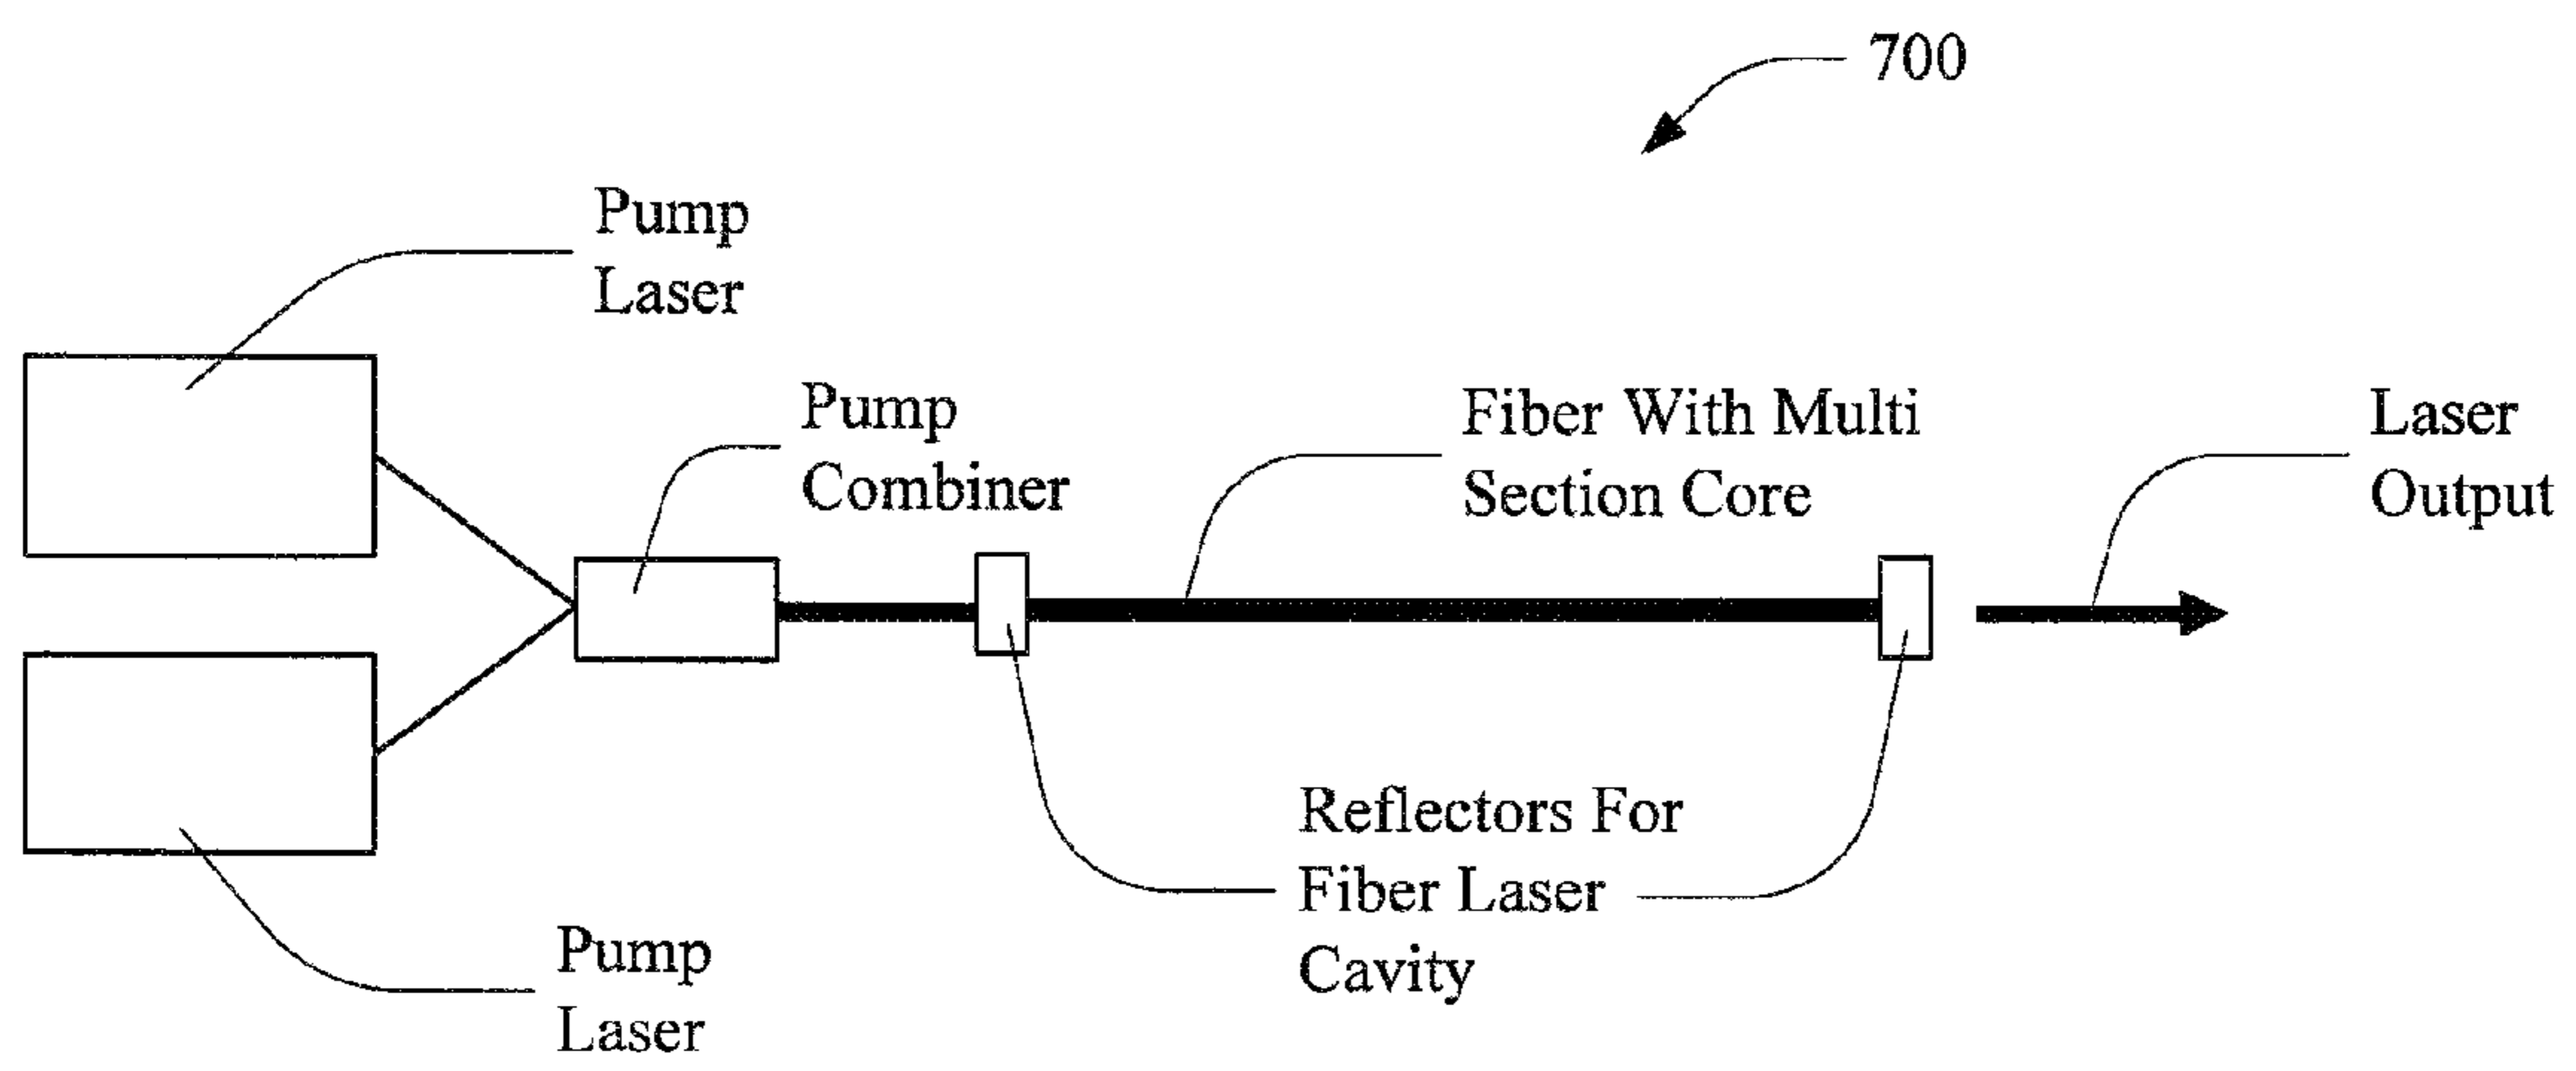 700
Pump
Laser
Pump
Combiner
Fiber With Multi
Section Core
Laser
Output
Reflectors For
Fiber Laser
Cavity
Pump
Laser